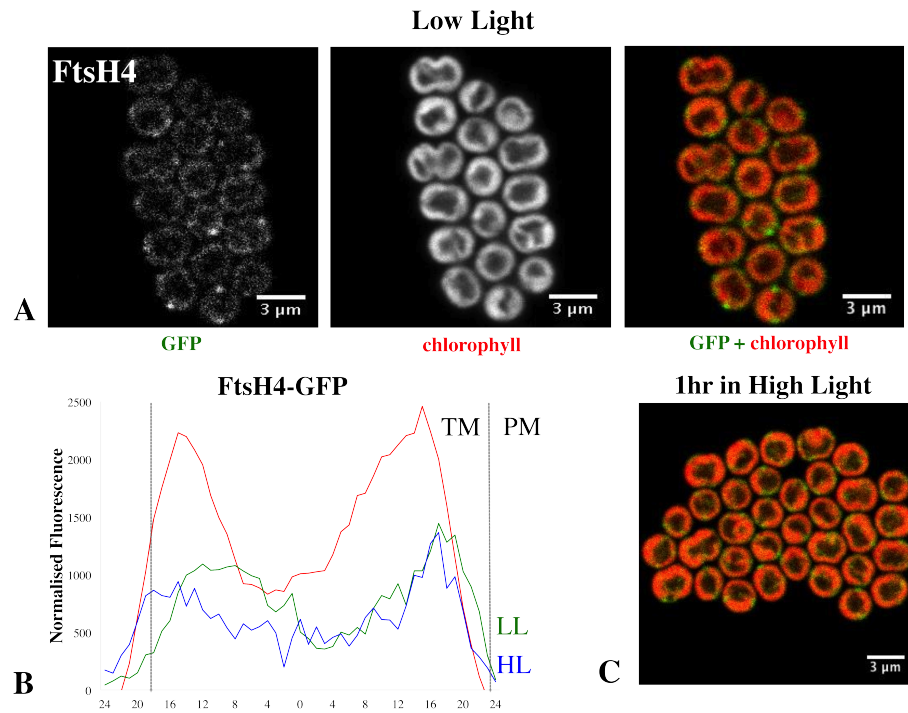 Low Light
FtsH4
A
3 µm
3 µm
3 µm
GFP
chlorophyll
GFP + chlorophyll
FtsH4-GFP
1hr in High Light
2500
2000
1500
1000
500
0
Normalised Fluorescence
TM
PM
LL
HL
B
24 20 16 12 8 4 0 4 8 12 16 20 24
C
3 µm